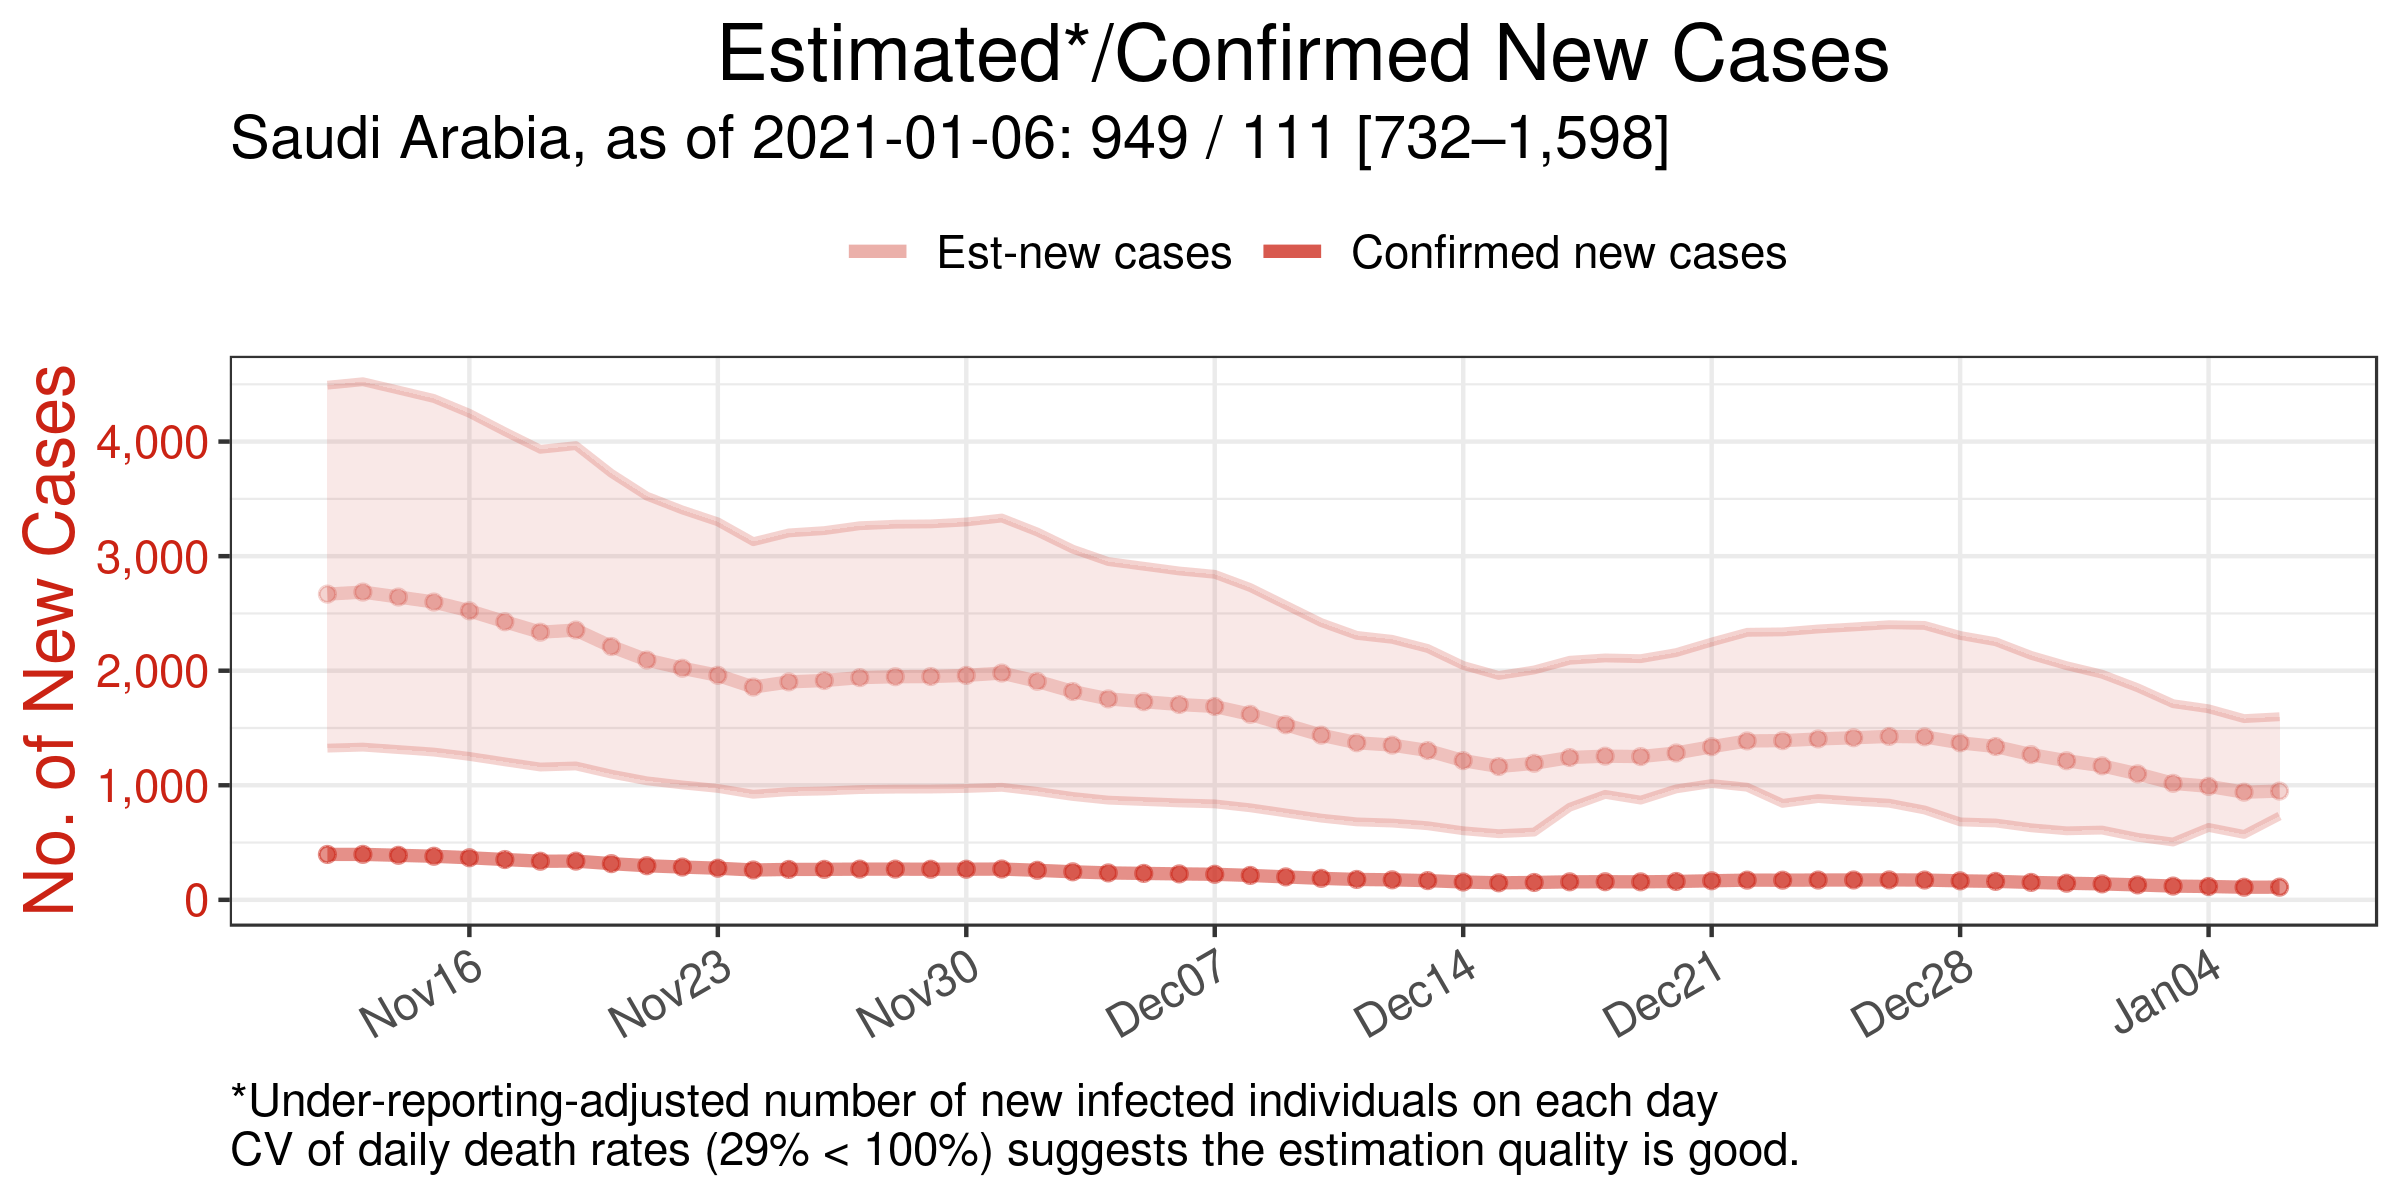 Estimated*/Confirmed New Cases
Saudi Arabia, as of 2021-01-06: 949 / 111 [732–1,598]
Est-new cases
Confirmed new cases
No. of New Cases
4,000
3,000
2,000
1,000
0
Nov16
Nov23
Nov30
Dec07
Dec14
Dec21
Dec28
Jan04
*Under-reporting-adjusted number of new infected individuals on each day
CV of daily death rates (29% < 100%) suggests the estimation quality is good.